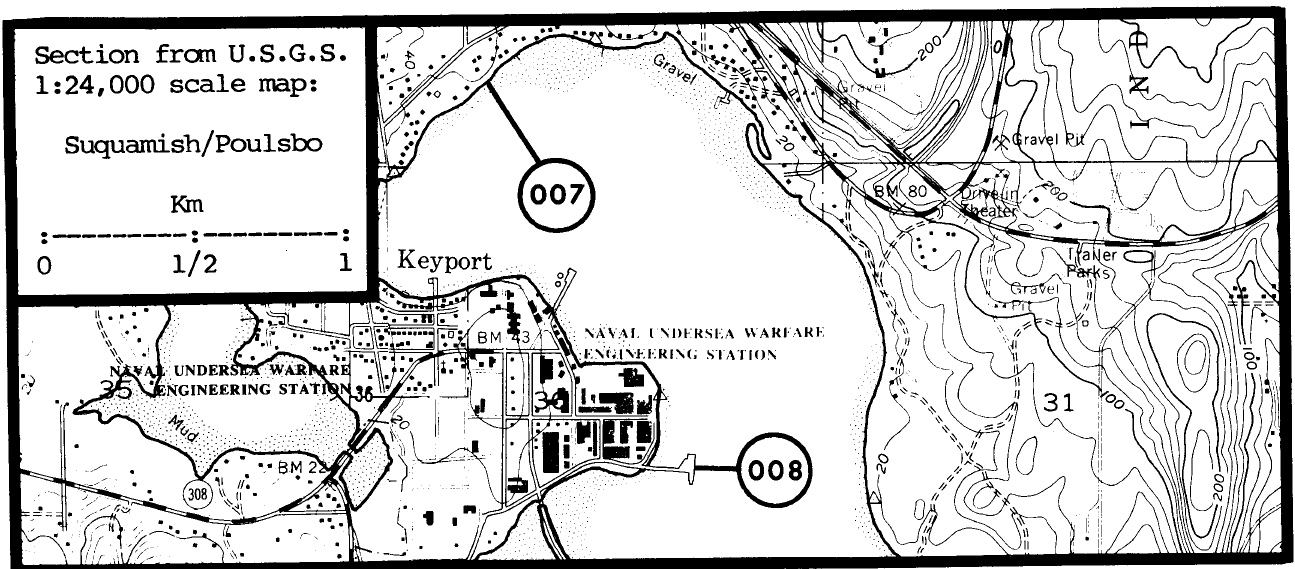 Section from U.S.G.S.
1:24,000 scale map:
Suquamish/Poulsbo
Km
0 1/2 1
40
Gravel
007
20
Gravel
Pit
200
IND
Gravel Pit
BM 80
Drive-in
Theater
200
Trailer
Parks
Gravel
Pit
Keyport
BM 43
NAVAL UNDERSEA WARFARE
ENGINEERING STATION
NAVAL UNDERSEA WARFARE
ENGINEERING STATION
35
36
36
31
100
100
20
Mud
BM 22
308
008
20
200